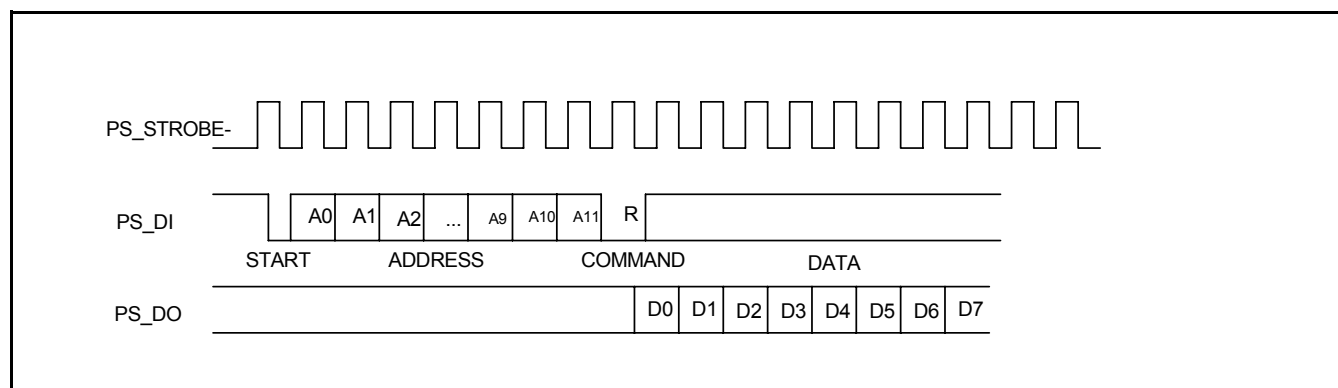 PS_STROBE-
PS_DI A0 A1 A2 ... A9 A10 A11 R
START ADDRESS COMMAND DATA
PS_DO D0 D1 D2 D3 D4 D5 D6 D7